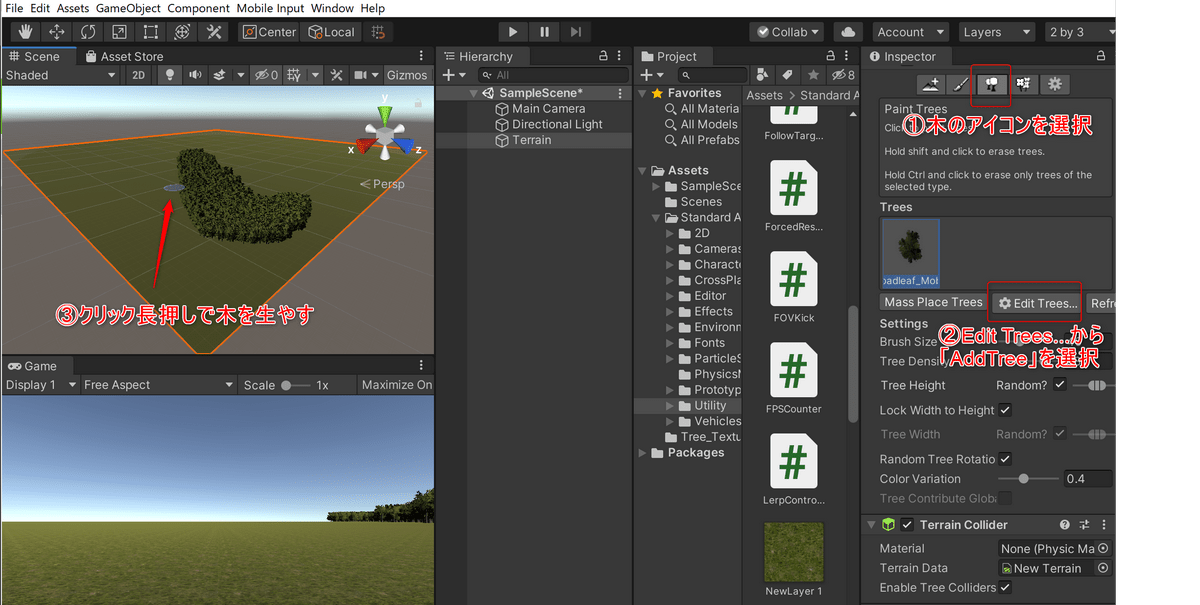 File Edit Assets GameObject Component Mobile Input Window Help
Center Local Collab Account Layers 2 by 3
Scene Asset Store
Shaded 2D 0 Gizmos
y
x z
Persp
③クリック長押しで木を生やす
Game
Display 1 Free Aspect Scale 1x Maximize On
Hierarchy
All
SampleScene*
Main Camera
Directional Light
Terrain
Project
8
Favorites
All Materia
All Models
All Prefabs
Assets
SampleSce
Scenes
Standard A
2D
Cameras
Charact
CrossPla
Editor
Effects
Environm
Fonts
ParticleS
PhysicsM
Prototyp
Utility
Vehicles
Tree_Textu
Packages
Assets > Standard A
FollowTarg...
#
ForcedRes...
#
FOVKick
#
FPSCounter
#
LerpContro...
NewLayer 1
Inspector
Paint Trees
①木のアイコンを選択
Hold shift and click to erase trees.
Hold Ctrl and click to erase only trees of the
selected type.
Trees
oadleaf_Mobi
Mass Place Trees Edit Trees... Refr
Settings
②Edit Trees...から
「AddTree」を選択
Brush Size
Tree Density
Tree Height Random?
Lock Width to Height
Tree Width Random?
Random Tree Rotatio
Color Variation 0.4
Tree Contribute Globa
Terrain Collider
Material None (Physic Ma
Terrain Data New Terrain
Enable Tree Colliders